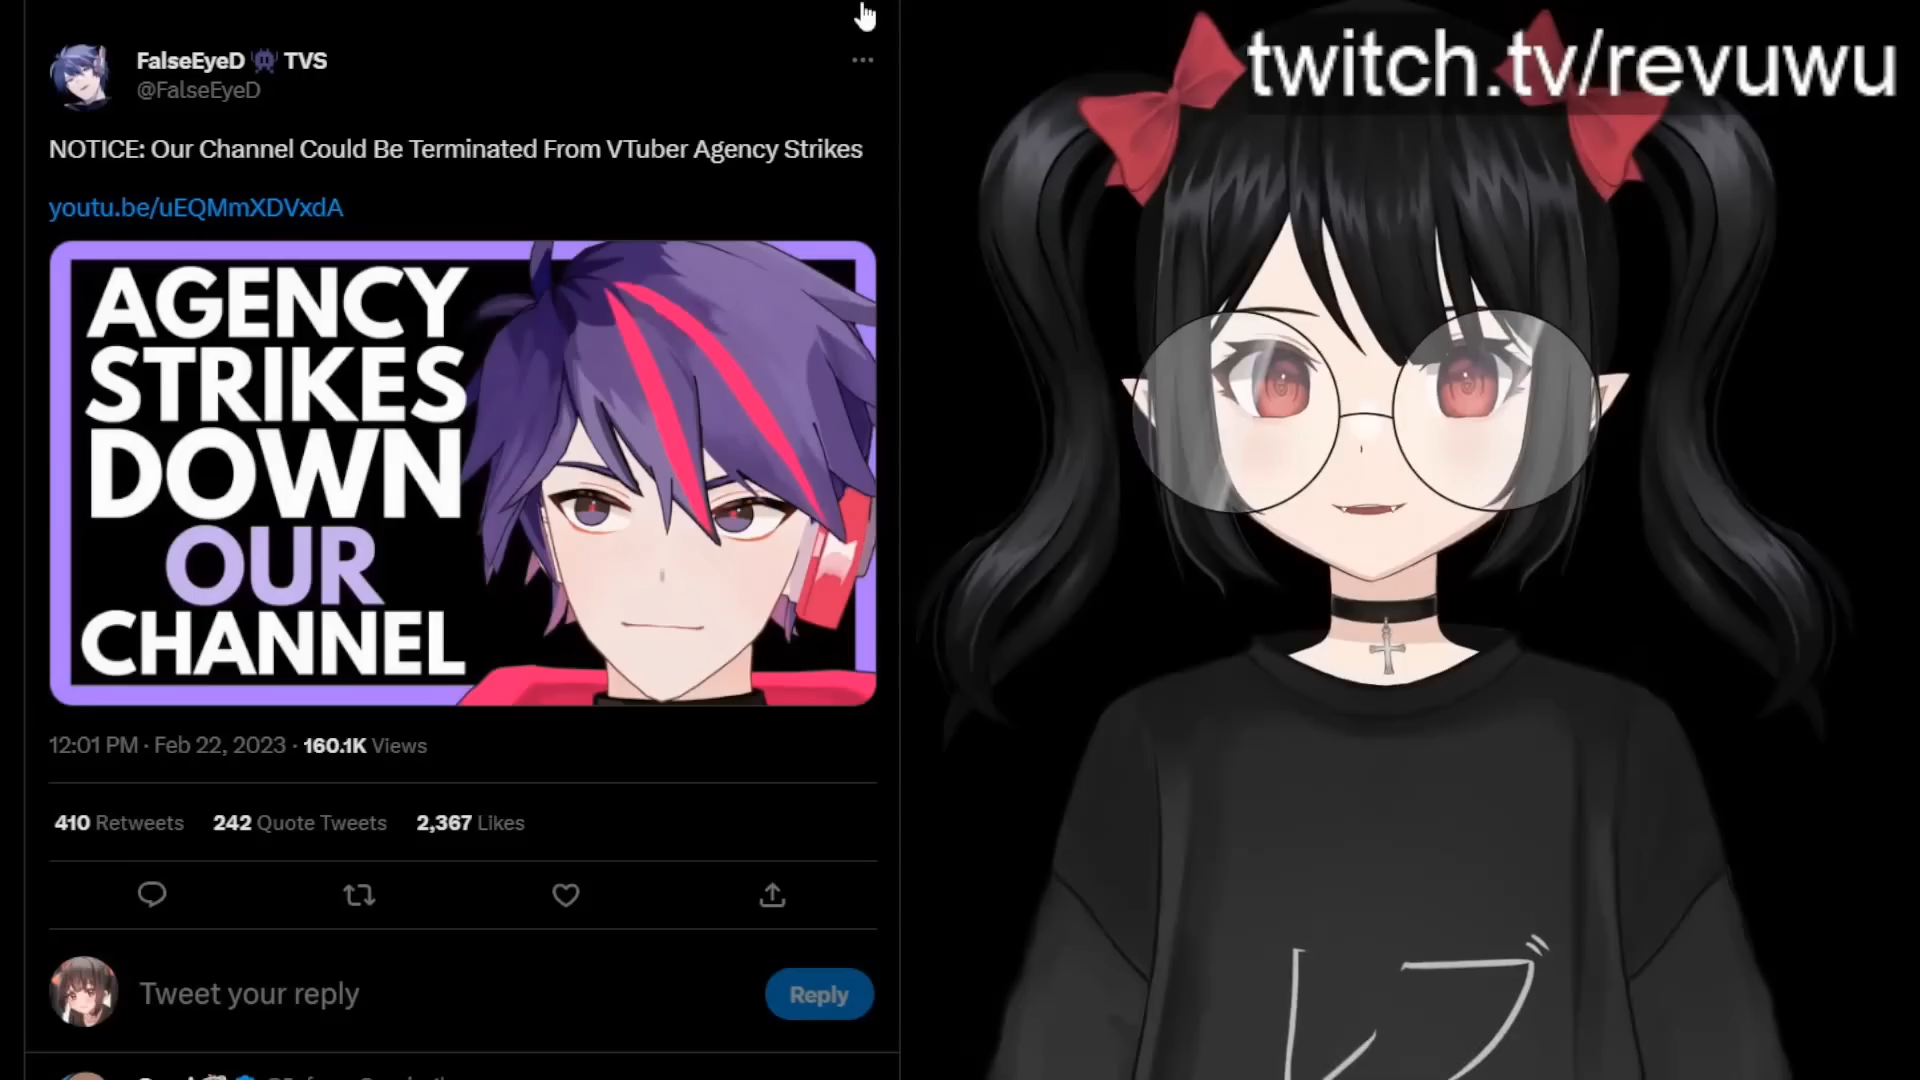 FalseEyeD 👾 TVS
@FalseEyeD
NOTICE: Our Channel Could Be Terminated From VTuber Agency Strikes
youtu.be/uEQMmXDVxdA
AGENCY
STRIKES
DOWN
OUR
CHANNEL
12:01 PM · Feb 22, 2023 · 160.1K Views
410 Retweets 242 Quote Tweets 2,367 Likes
Tweet your reply
Reply
twitch.tv/revuwu
レブ